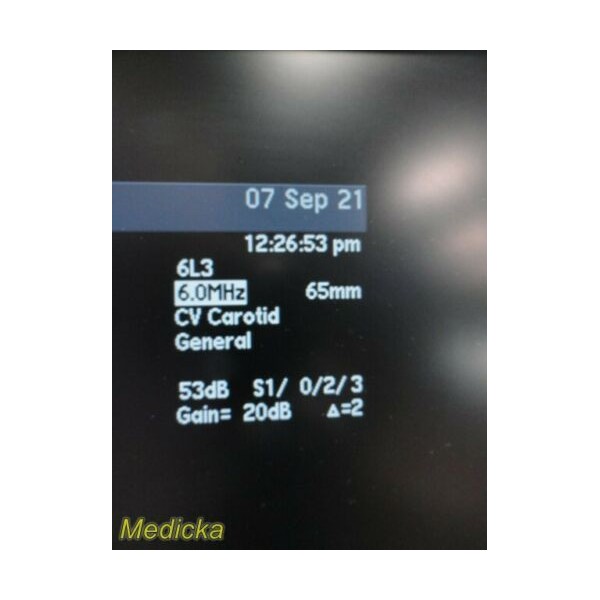 07 Sep 21
12:26:53 pm
6L3
6.0MHz 65mm
CV Carotid
General
53dB S1/ 0/2/3
Gain= 20dB Δ=2
Medicka